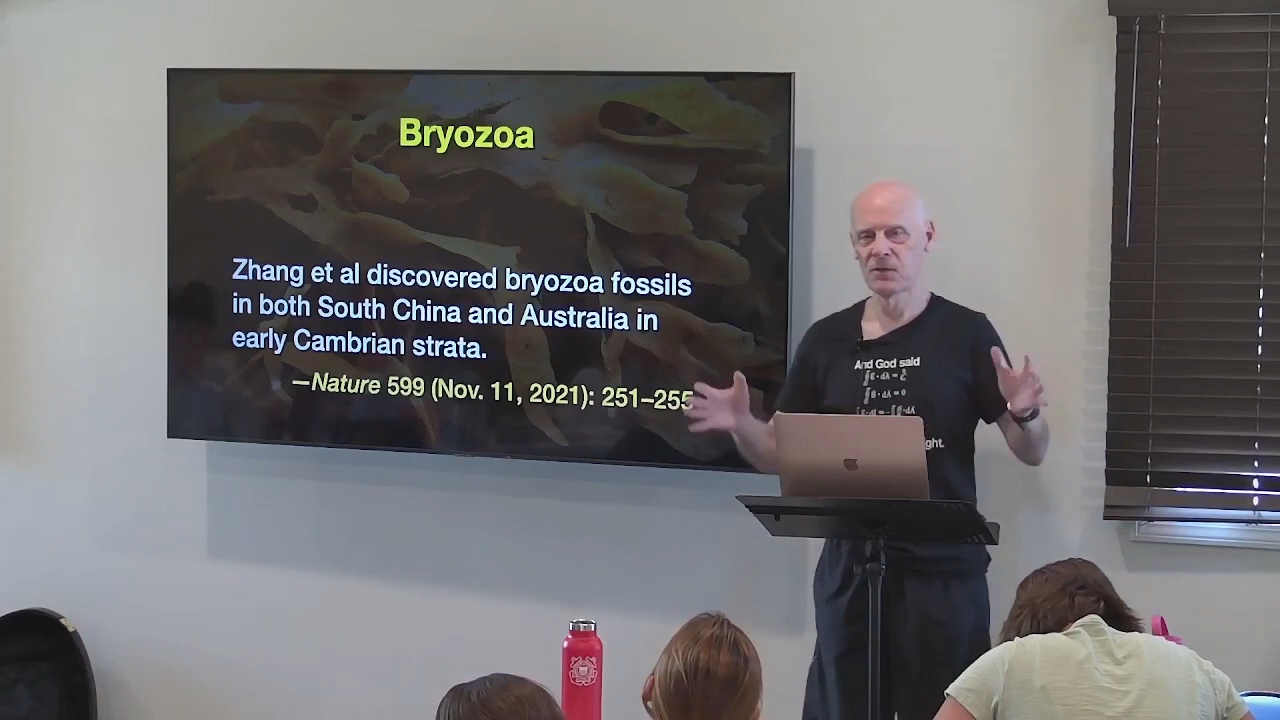 Bryozoa
Zhang et al discovered bryozoa fossils
in both South China and Australia in
early Cambrian strata.
—Nature 599 (Nov. 11, 2021): 251–255
And God said